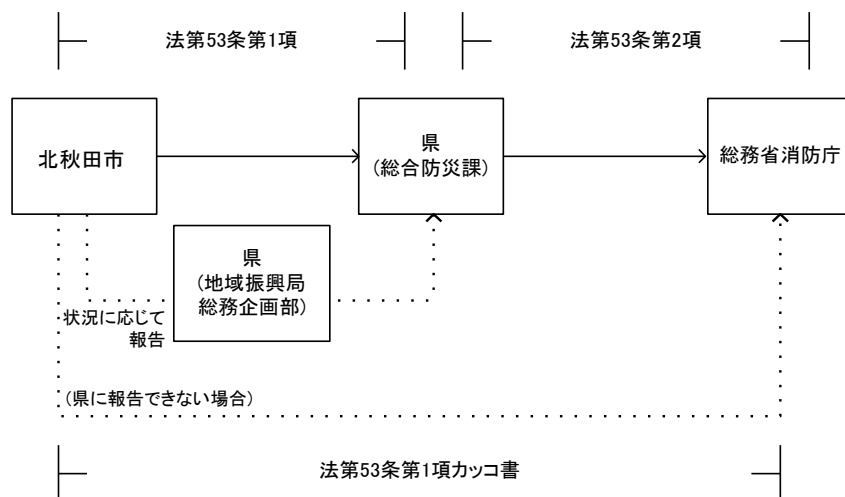 法第53条第1項
法第53条第2項
北秋田市
県
(総合防災課)
総務省消防庁
県
(地域振興局
総務企画部)
状況に応じて
報告
(県に報告できない場合)
法第53条第1項カッコ書